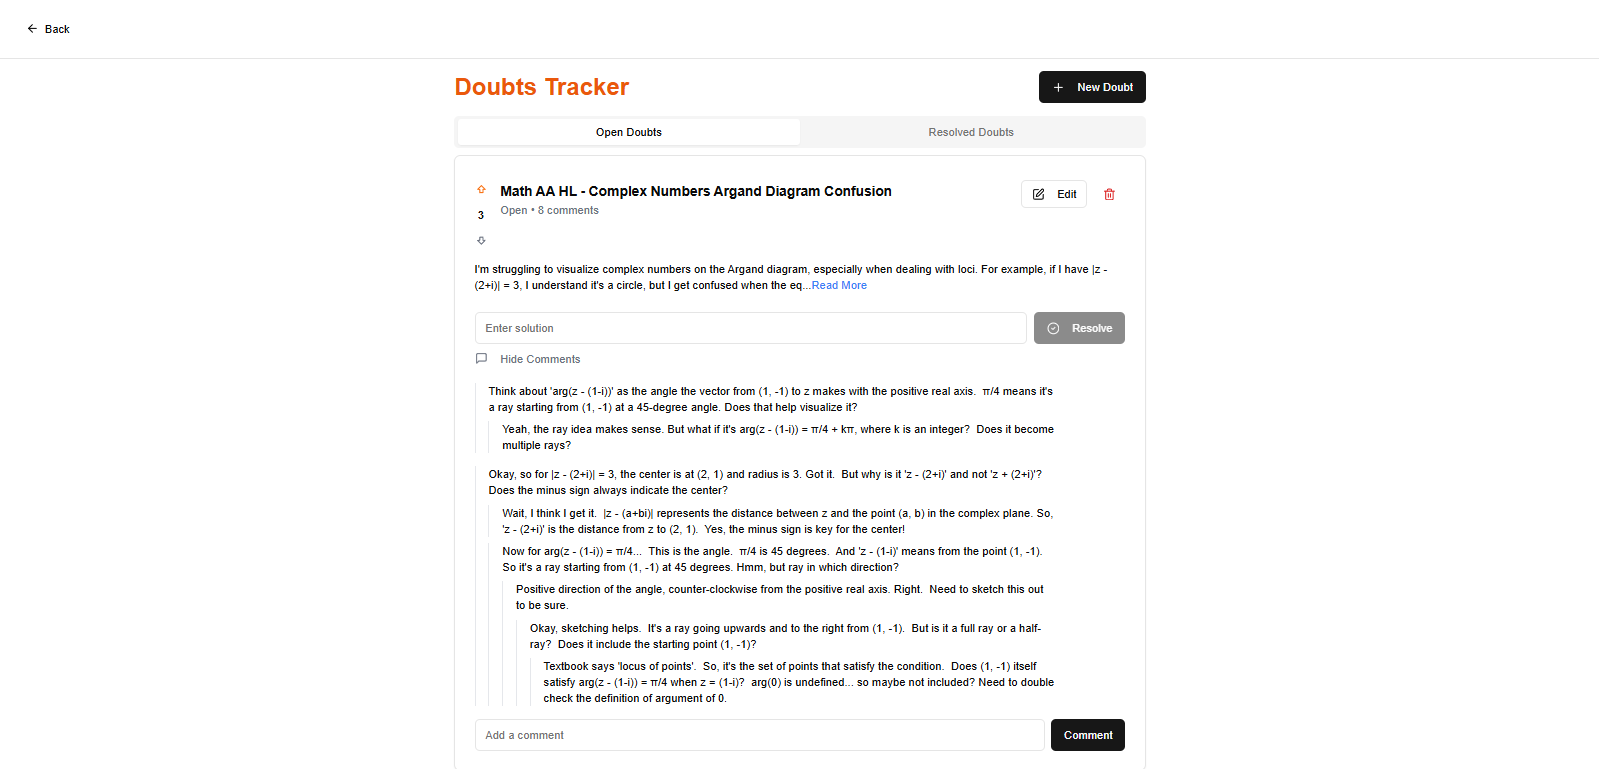 Back
Doubts Tracker
New Doubt
Open Doubts
Resolved Doubts
Math AA HL - Complex Numbers Argand Diagram Confusion
Edit
Open • 8 comments
3
I'm struggling to visualize complex numbers on the Argand diagram, especially when dealing with loci. For example, if I have |z -
(2+i)| = 3, I understand it's a circle, but I get confused when the eq...Read More
Enter solution
Resolve
Hide Comments
Think about 'arg(z - (1-i))' as the angle the vector from (1, -1) to z makes with the positive real axis.  π/4 means it's
a ray starting from (1, -1) at a 45-degree angle. Does that help visualize it?
Yeah, the ray idea makes sense. But what if it's arg(z - (1-i)) = π/4 + kπ, where k is an integer?  Does it become
multiple rays?
Okay, so for |z - (2+i)| = 3, the center is at (2, 1) and radius is 3. Got it.  But why is it 'z - (2+i)' and not 'z + (2+i)'?
Does the minus sign always indicate the center?
Wait, I think I get it.  |z - (a+bi)| represents the distance between z and the point (a, b) in the complex plane. So,
'z - (2+i)' is the distance from z to (2, 1).  Yes, the minus sign is key for the center!
Now for arg(z - (1-i)) = π/4...  This is the angle.  π/4 is 45 degrees.  And 'z - (1-i)' means from the point (1, -1).
So it's a ray starting from (1, -1) at 45 degrees. Hmm, but ray in which direction?
Positive direction of the angle, counter-clockwise from the positive real axis. Right.  Need to sketch this out
to be sure.
Okay, sketching helps.  It's a ray going upwards and to the right from (1, -1).  But is it a full ray or a half-
ray?  Does it include the starting point (1, -1)?
Textbook says 'locus of points'.  So, it's the set of points that satisfy the condition.  Does (1, -1) itself
satisfy arg(z - (1-i)) = π/4 when z = (1-i)?  arg(0) is undefined... so maybe not included? Need to double
check the definition of argument of 0.
Add a comment
Comment